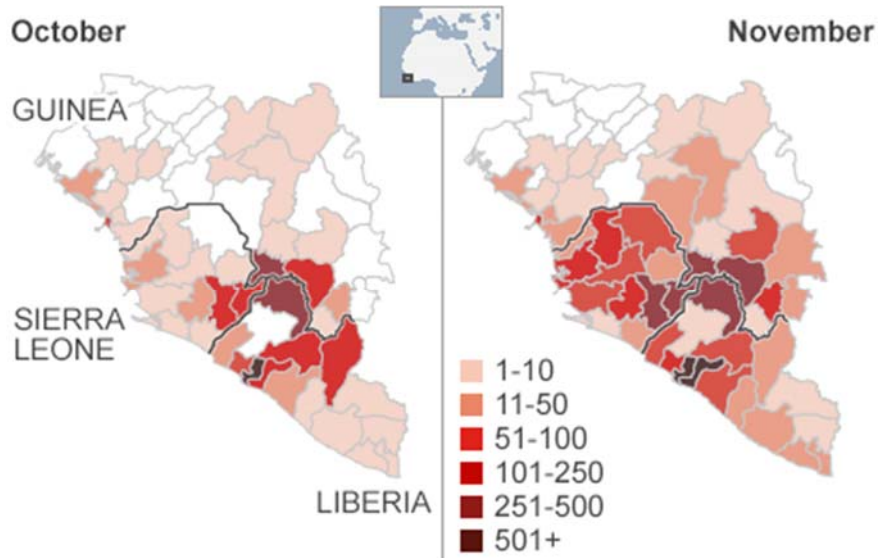 October
November
GUINEA
SIERRA
LEONE
LIBERIA
1-10
11-50
51-100
101-250
251-500
501+